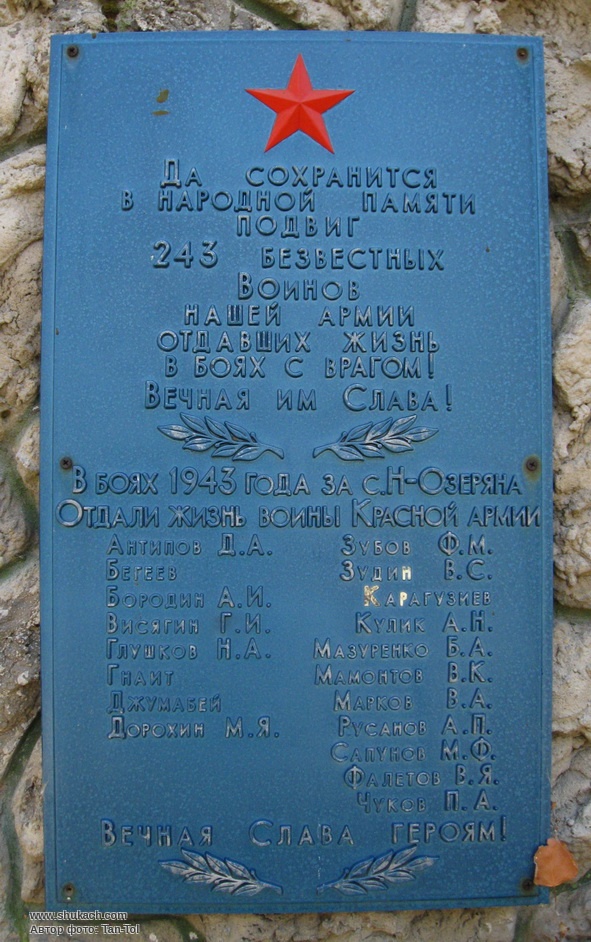 Да сохранится
в народной памяти
подвиг
243 безвестных
Воинов
нашей армии
отдавших жизнь
в боях с врагом!
Вечная им Слава!
В боях 1943 года за с.Н-Озеряна
Отдали жизнь воины Красной армии
Антипов Д.А.
Бегеев
Бородин А.И.
Висягин Г.И.
Глушков Н.А.
Гнаит
Джумабей
Дорохин М.Я.
Зубов Ф.М.
Зудин В.С.
Карагузиев
Кулик А.Н.
Мазуренко Б.А.
Мамонтов В.К.
Марков В.А.
Русанов А.П.
Сапунов М.Ф.
Фалетов В.Я.
Чуков П.А.
Вечная Слава героям!
www.shukach.com
Автор фото: Tan-Tol